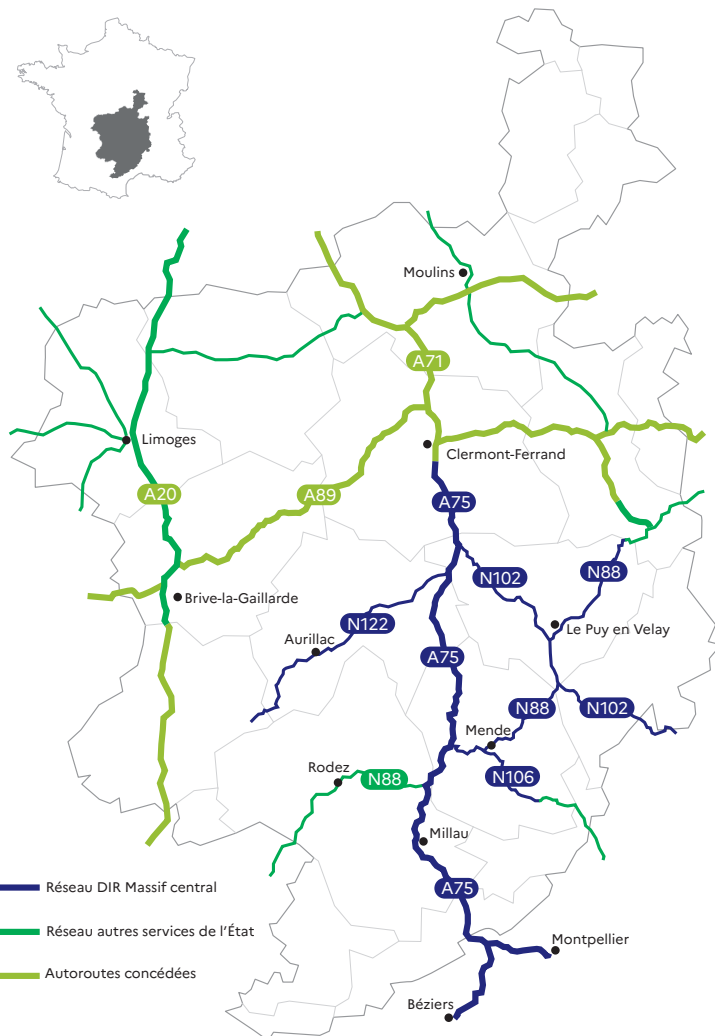 Moulins
A71
Limoges
Clermont-Ferrand
A20
A89
A75
N102
N88
Brive-la-Gaillarde
N122
Le Puy en Velay
Aurillac
A75
N88
N102
Mende
Rodez
N88
N106
Millau
Réseau DIR Massif central
A75
Réseau autres services de l'État
Montpellier
Autoroutes concédées
Béziers